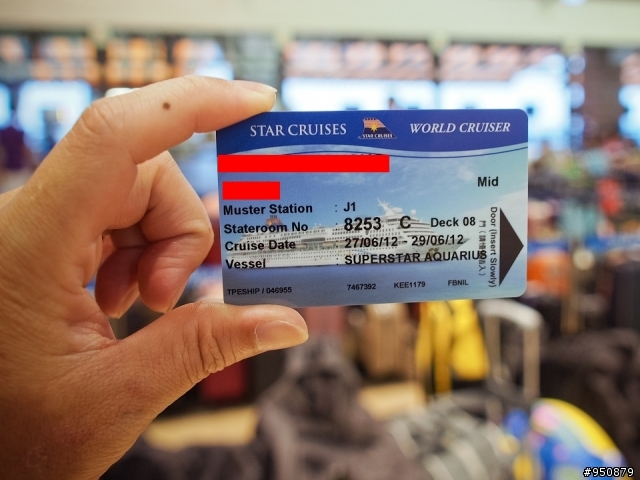 STAR CRUISES STAR CRUISES WORLD CRUISER
Mid
Muster Station : J1
Stateroom No : 8253 C Deck 08
Cruise Date : 27/06/12 - 29/06/12
Vessel : SUPERSTAR AQUARIUS
Door (Insert Slowly)
TPESHIP / 046955 7467392 KEE1179 FBNIL
#950879